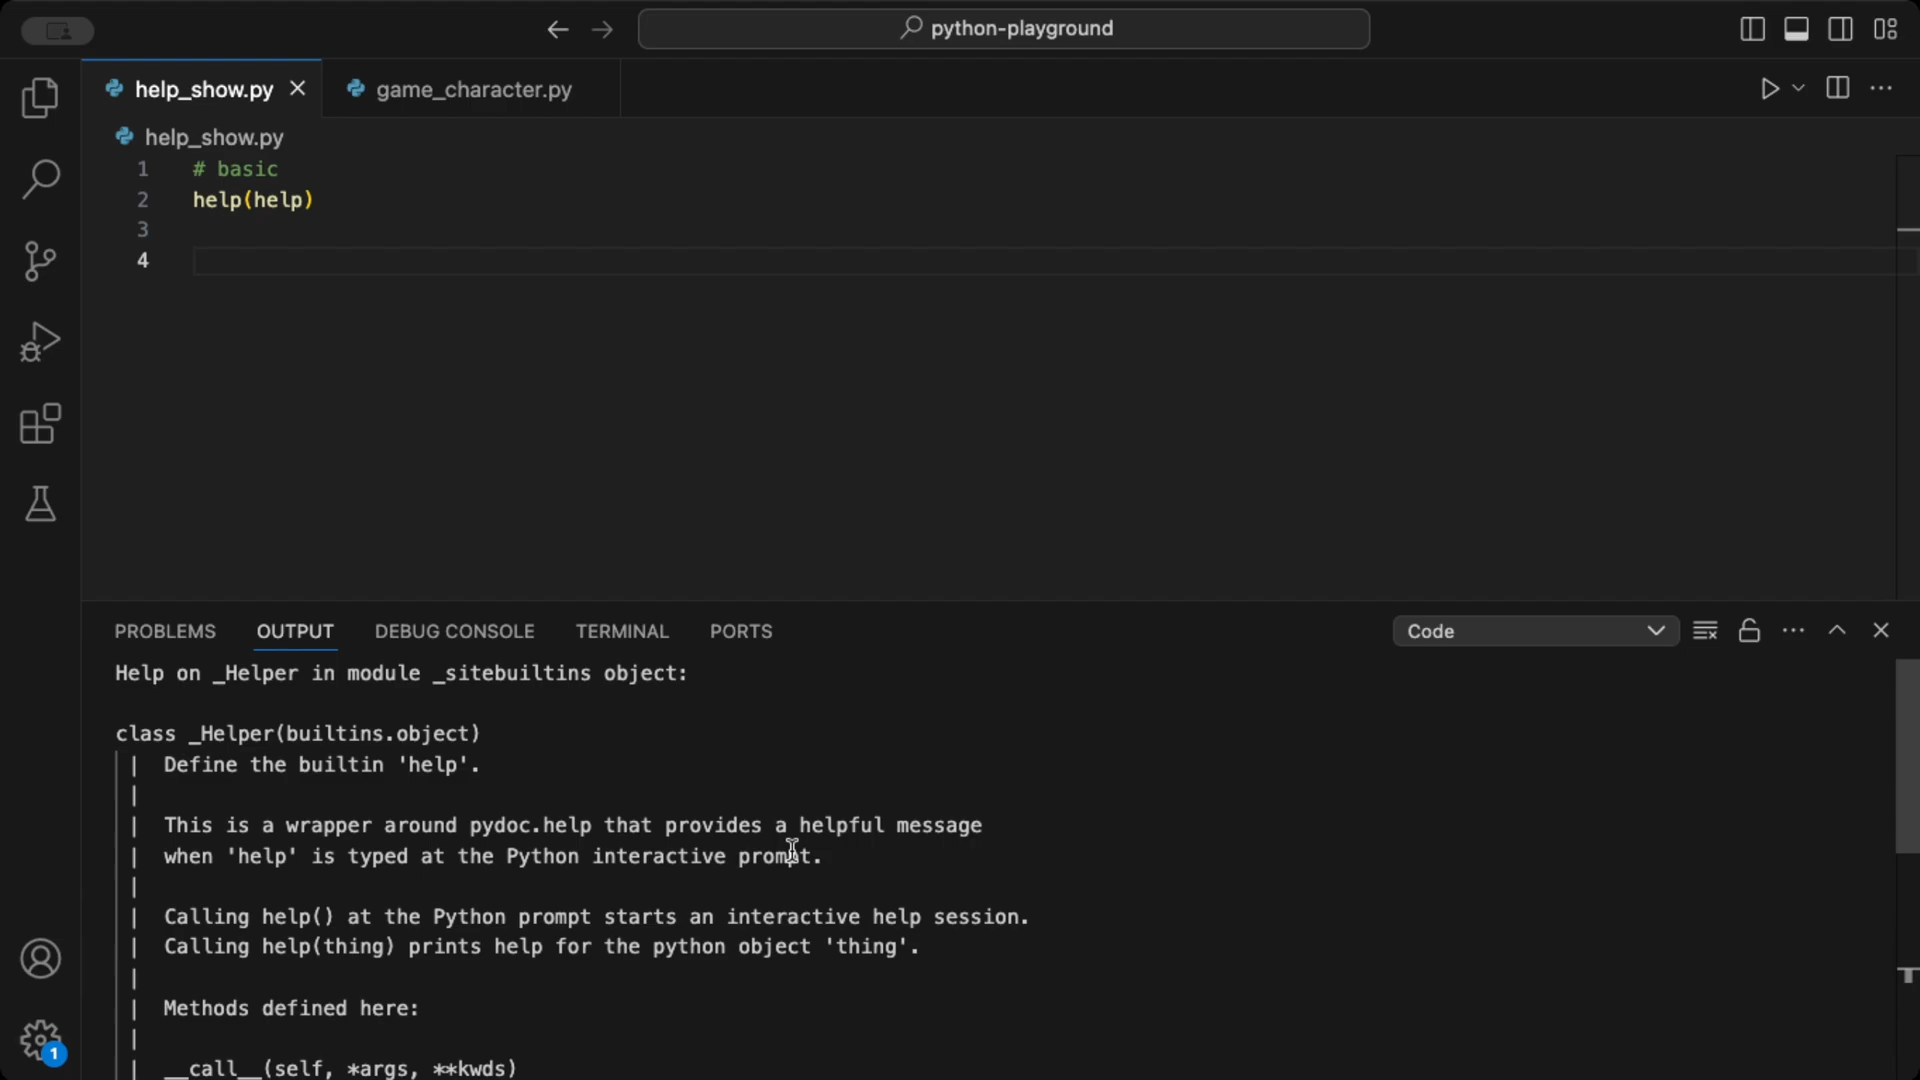 python-playground
help_show.py
game_character.py
help_show.py
1 # basic
2 help(help)
3
4
PROBLEMS OUTPUT DEBUG CONSOLE TERMINAL PORTS Code
Help on _Helper in module _sitebuiltins object:
class _Helper(builtins.object)
| Define the builtin 'help'.
|
| This is a wrapper around pydoc.help that provides a helpful message
| when 'help' is typed at the Python interactive prompt.
|
| Calling help() at the Python prompt starts an interactive help session.
| Calling help(thing) prints help for the python object 'thing'.
|
| Methods defined here:
|
| __call__(self, *args, **kwds)
1